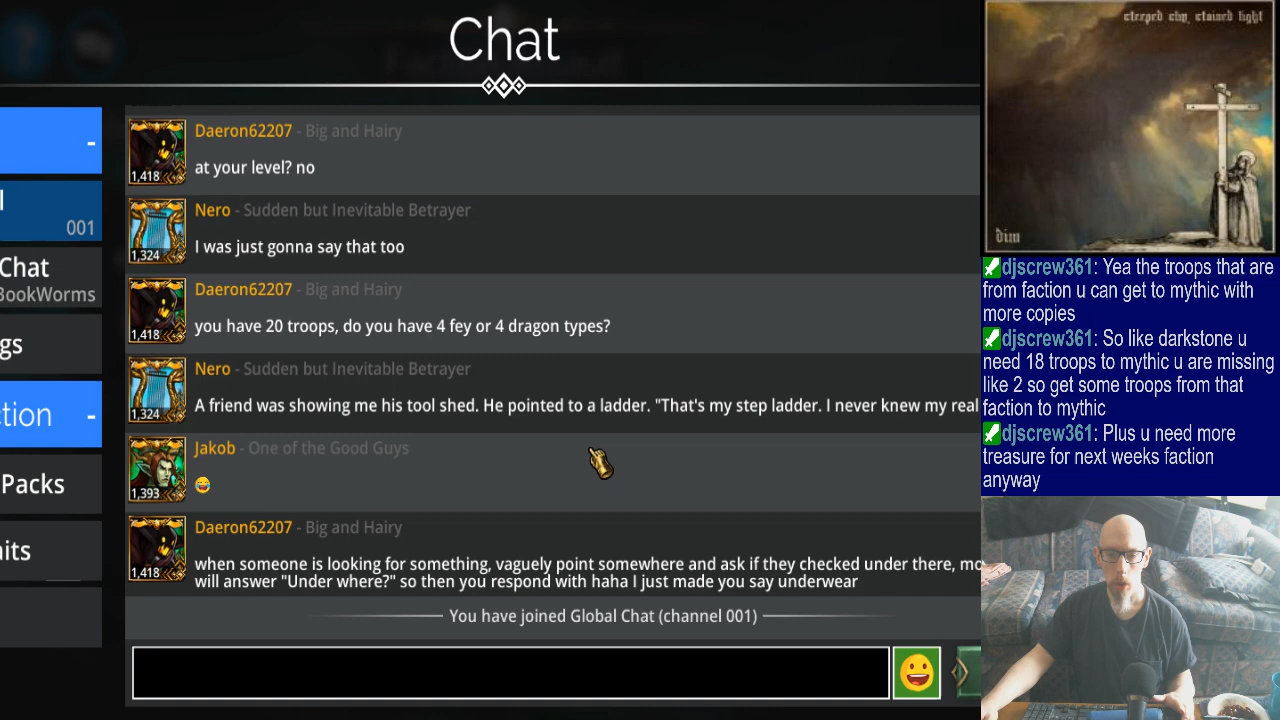 Chat
-
l
001
Chat
BookWorms
gs
ction -
Packs
aits
Daeron62207 - Big and Hairy
1,418
at your level? no
Nero - Sudden but Inevitable Betrayer
1,324
I was just gonna say that too
Daeron62207 - Big and Hairy
1,418
you have 20 troops, do you have 4 fey or 4 dragon types?
Nero - Sudden but Inevitable Betrayer
1,324
A friend was showing me his tool shed. He pointed to a ladder. "That's my step ladder. I never knew my real
Jakob - One of the Good Guys
1,393
Daeron62207 - Big and Hairy
1,418
when someone is looking for something, vaguely point somewhere and ask if they checked under there, mo
will answer "Under where?" so then you respond with haha I just made you say underwear
You have joined Global Chat (channel 001)
dim
djscrew361: Yea the troops that are
from faction u can get to mythic with
more copies
djscrew361: So like darkstone u
need 18 troops to mythic u are missing
like 2 so get some troops from that
faction to mythic
djscrew361: Plus u need more
treasure for next weeks faction
anyway